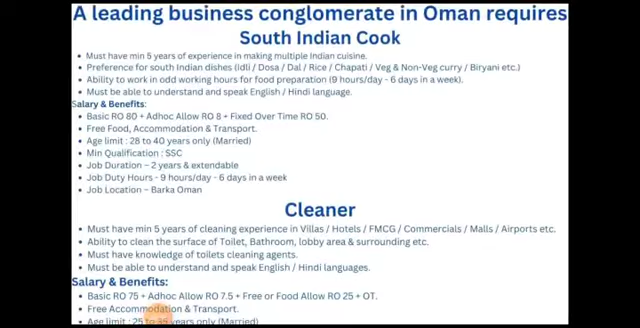 A leading business conglomerate in Oman requires
South Indian Cook
• Must have min 5 years of experience in making multiple Indian cuisine.
• Preference for south Indian dishes (Idli / Dosa / Dal / Rice / Chapati / Veg & Non-Veg curry / Biryani etc.)
• Ability to work in odd working hours for food preparation (9 hours/day - 6 days in a week).
• Must be able to understand and speak English / Hindi language.
Salary & Benefits:
• Basic RO 80 + Adhoc Allow RO 8 + Fixed Over Time RO 50.
• Free Food, Accommodation & Transport.
• Age limit : 28 to 40 years only (Married)
• Min Qualification : SSC
• Job Duration – 2 years & extendable
• Job Duty Hours - 9 hours/day - 6 days in a week
• Job Location – Barka Oman
Cleaner
• Must have min 5 years of cleaning experience in Villas / Hotels / FMCG / Commercials / Malls / Airports etc.
• Ability to clean the surface of Toilet, Bathroom, lobby area & surrounding etc.
• Must have knowledge of toilets cleaning agents.
• Must be able to understand and speak English / Hindi languages.
Salary & Benefits:
• Basic RO 75 + Adhoc Allow RO 7.5 + Free or Food Allow RO 25 + OT.
• Free Accommodation & Transport.
• Age limit : 25 to 35 years only (Married)